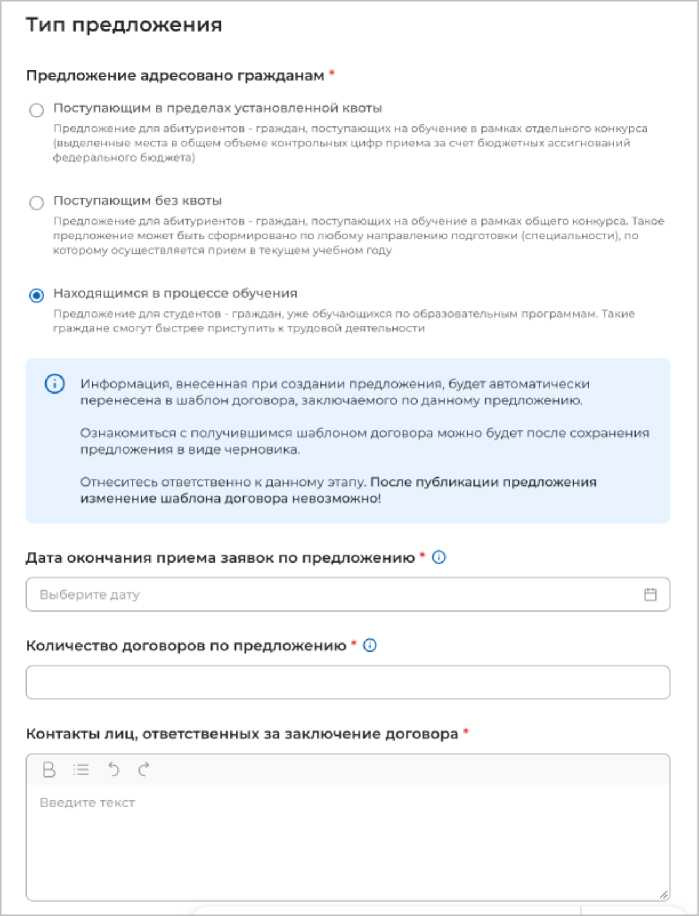 Тип предложения
Предложение адресовано гражданам *
Поступающим в пределах установленной квоты
Предложение для абитуриентов - граждан, поступающих на обучение в рамках отдельного конкурса
(выделенные места в общем объеме контрольных цифр приема за счет бюджетных ассигнований
федерального бюджета)
Поступающим без квоты
Предложение для абитуриентов - граждан, поступающих на обучение в рамках общего конкурса. Такое
предложение может быть сформировано по любому направлению подготовки (специальности), по
которому осуществляется прием в текущем учебном году
Находящимся в процессе обучения
Предложение для студентов - граждан, уже обучающихся по образовательным программам. Такие
граждане смогут быстрее приступить к трудовой деятельности
Информация, внесенная при создании предложения, будет автоматически
перенесена в шаблон договора, заключаемого по данному предложению.
Ознакомиться с получившимся шаблоном договора можно будет после сохранения
предложения в виде черновика.
Отнеситесь ответственно к данному этапу. После публикации предложения
изменение шаблона договора невозможно!
Дата окончания приема заявок по предложению *
Выберите дату
Количество договоров по предложению *
Контакты лиц, ответственных за заключение договора *
B
Введите текст